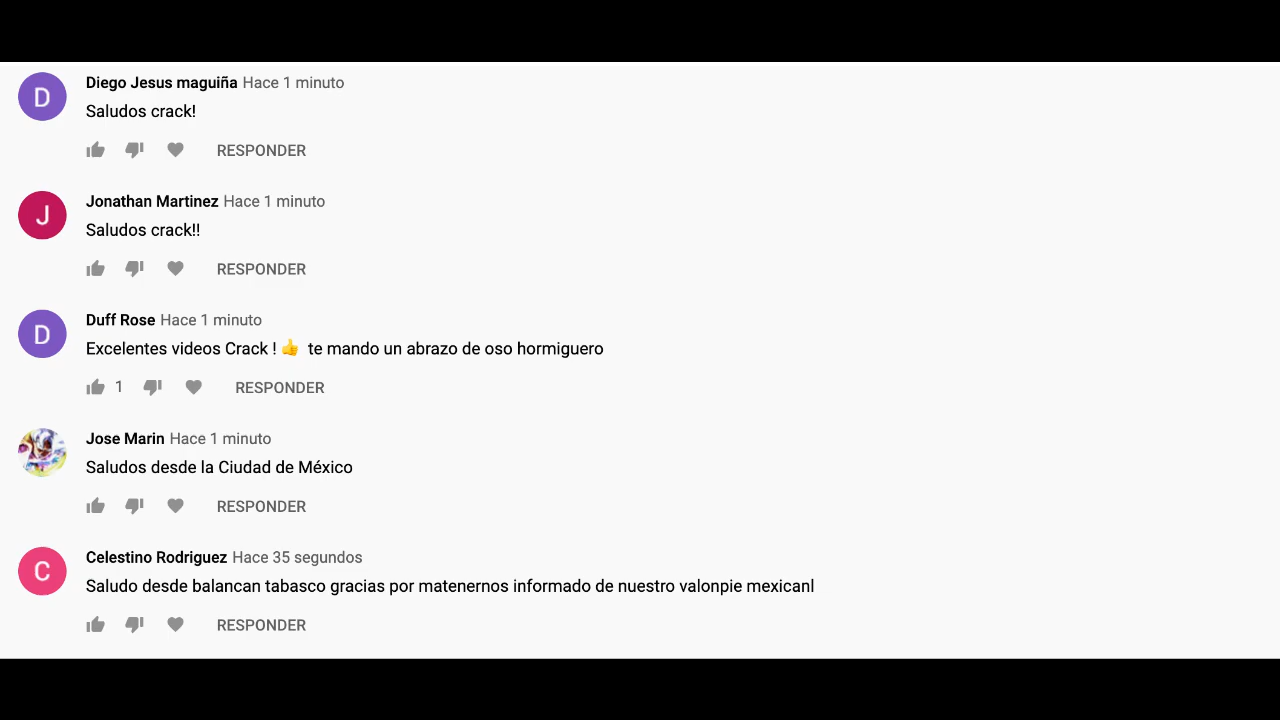 D
Diego Jesus maguiña Hace 1 minuto
Saludos crack!
RESPONDER
J
Jonathan Martinez Hace 1 minuto
Saludos crack!!
RESPONDER
D
Duff Rose Hace 1 minuto
Excelentes videos Crack ! 👍 te mando un abrazo de oso hormiguero
1 RESPONDER
Jose Marin Hace 1 minuto
Saludos desde la Ciudad de México
RESPONDER
C
Celestino Rodriguez Hace 35 segundos
Saludo desde balancan tabasco gracias por matenernos informado de nuestro valonpie mexicanl
RESPONDER